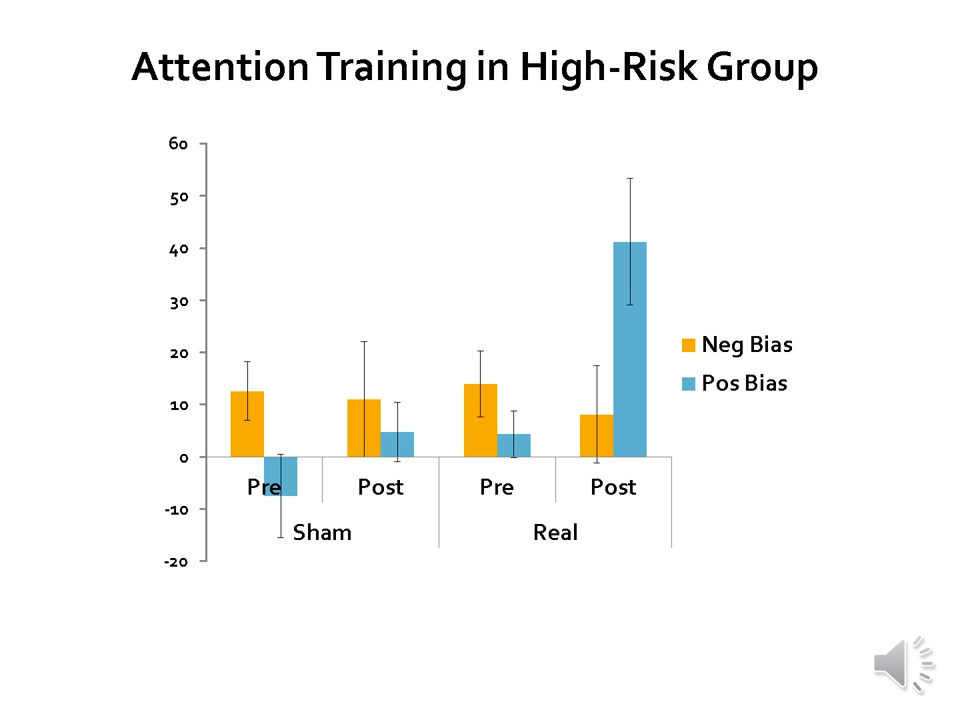 Attention Training in High-Risk Group
60
50
40
30
20
10
0
-10
-20
Pre Post Pre Post
Sham Real
Neg Bias
Pos Bias